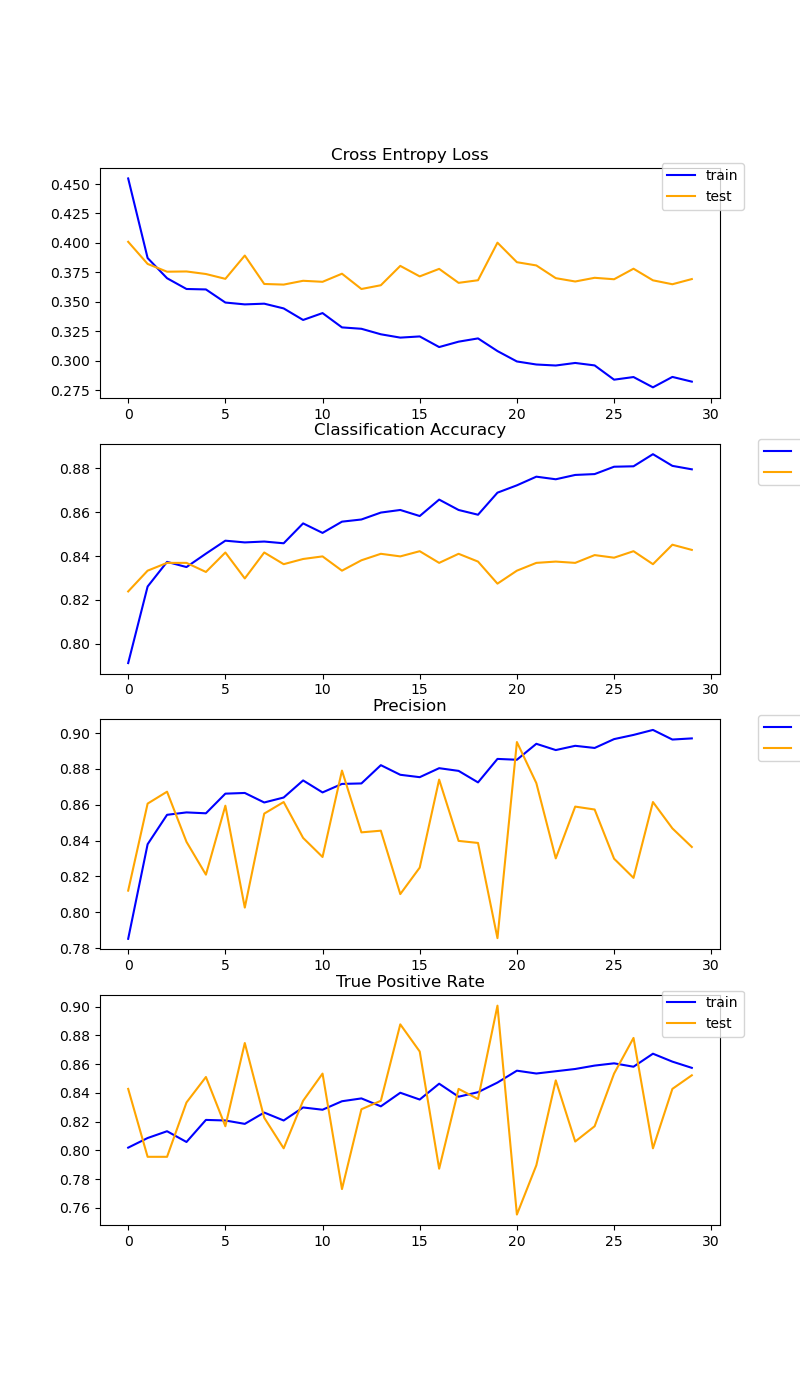 Cross Entropy Loss
train
test
0.450
0.425
0.400
0.375
0.350
0.325
0.300
0.275
0 5 10 15 20 25 30
Classification Accuracy
0.88
0.86
0.84
0.82
0.80
0 5 10 15 20 25 30
Precision
0.90
0.88
0.86
0.84
0.82
0.80
0.78
0 5 10 15 20 25 30
True Positive Rate
train
test
0.90
0.88
0.86
0.84
0.82
0.80
0.78
0.76
0 5 10 15 20 25 30